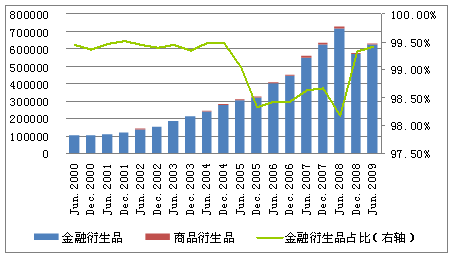 800000
700000
600000
500000
400000
300000
200000
100000
0
100.00%
99.50%
99.00%
98.50%
98.00%
97.50%
Jun. 2000
Dec. 2000
Jun. 2001
Dec. 2001
Jun. 2002
Dec. 2002
Jun. 2003
Dec. 2003
Jun. 2004
Dec. 2004
Jun. 2005
Dec. 2005
Jun. 2006
Dec. 2006
Jun. 2007
Dec. 2007
Jun. 2008
Dec. 2008
Jun. 2009
金融衍生品 商品衍生品 金融衍生品占比(右轴)